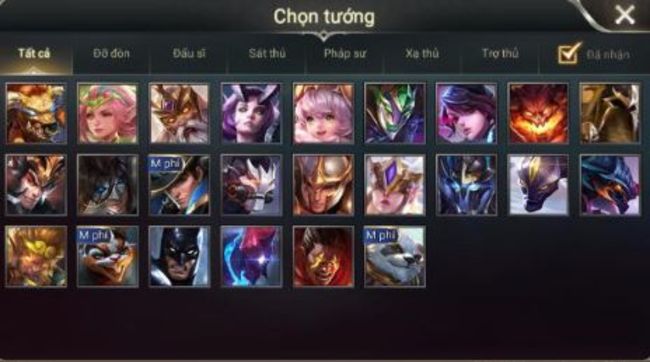 Chọn tướng
Tất cả Đỡ đòn Đấu sĩ Sát thủ Pháp sư Xạ thủ Trợ thủ Đã nhận
M phí
M phí M phí